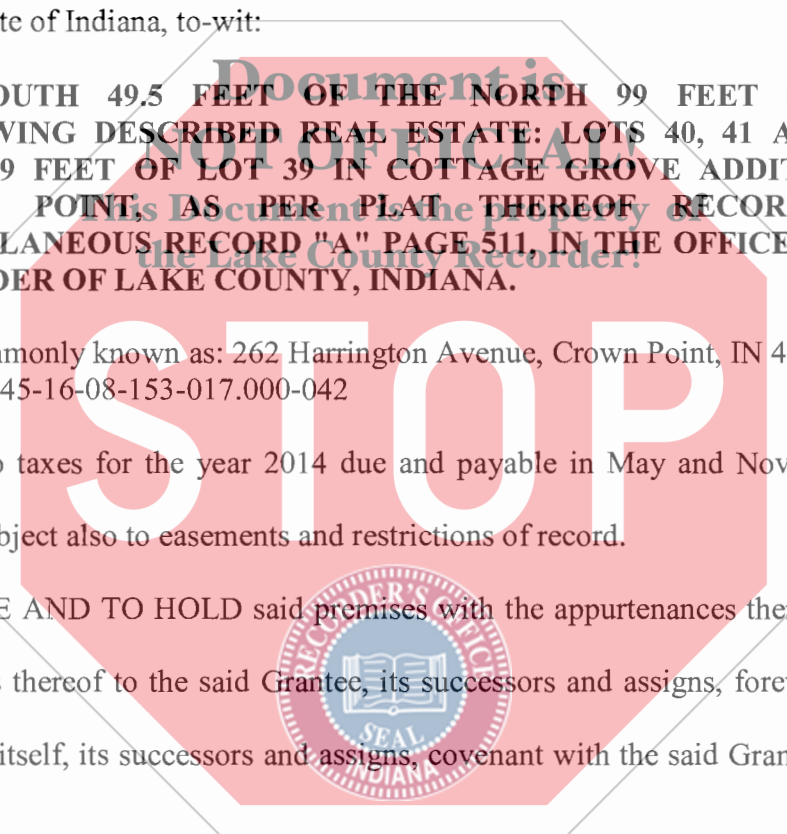 te of Indiana, to-wit:
Document is
OUTH 49.5 FEET OF THE NORTH 99 FEET
NOT OFFICIAL!
WING DESCRIBED REAL ESTATE: LOTS 40, 41 A
9 FEET OF LOT 39 IN COTTAGE GROVE ADDIT
This Document is the property of
POINT, AS PER PLAT THEREOF RECOR
LANEOUS RECORD "A" PAGE 511, IN THE OFFICE
the Lake County Recorder!
DER OF LAKE COUNTY, INDIANA.
mmonly known as: 262 Harrington Avenue, Crown Point, IN 4
45-16-08-153-017.000-042
STOP
o taxes for the year 2014 due and payable in May and Nov
bject also to easements and restrictions of record.
E AND TO HOLD said premises with the appurtenances the
s thereof to the said Grantee, its successors and assigns, forev
itself, its successors and assigns, covenant with the said Gran
RECORDER'S OFFICE
SEAL
INDIANA